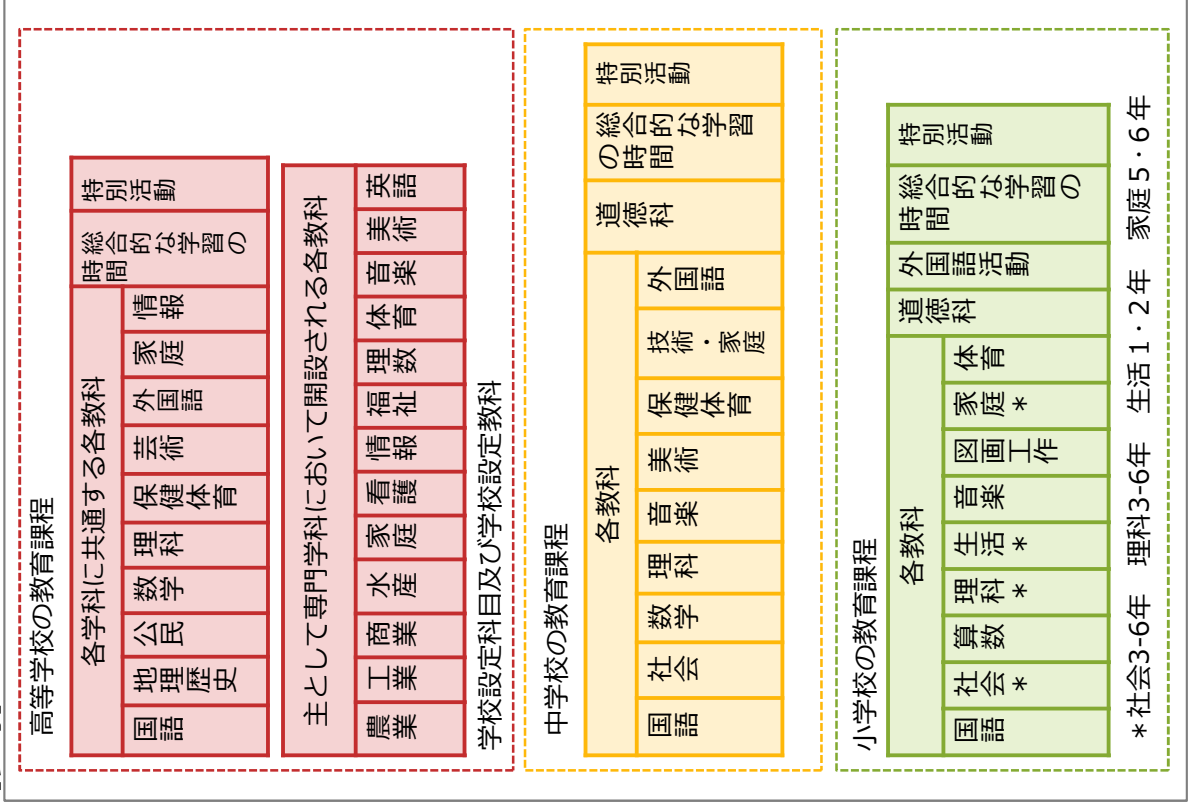 高等学校の教育課程
各学科に共通する各教科
国語
地理歴史
公民
数学
理科
保健体育
芸術
外国語
家庭
情報
総合的な学習の時間
特別活動
主として専門学科において開設される各教科
農業
工業
商業
水産
家庭
看護
情報
福祉
理数
体育
音楽
美術
英語
学校設定科目及び学校設定教科
中学校の教育課程
各教科
国語
社会
数学
理科
音楽
美術
保健体育
技術・家庭
外国語
道徳科
総合的な学習の時間
特別活動
小学校の教育課程
各教科
国語
社会*
算数
理科*
生活*
音楽
図画工作
家庭*
体育
道徳科
外国語活動
総合的な学習の時間
特別活動
*社会3-6年 理科3-6年 生活1・2年 家庭5・6年